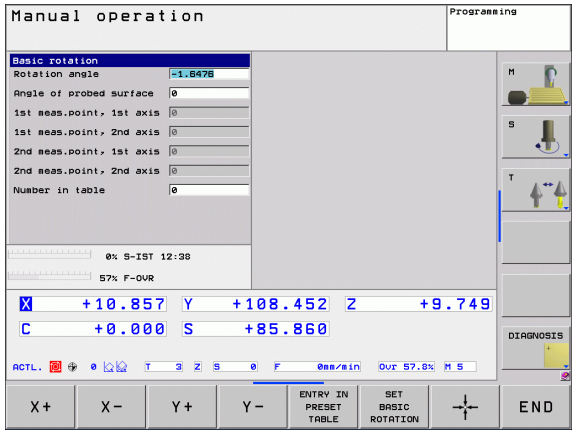 Manual operation
Programming
Basic rotation
Rotation angle -1.6476
Angle of probed surface 0
1st meas.point, 1st axis 0
1st meas.point, 2nd axis 0
2nd meas.point, 1st axis 0
2nd meas.point, 2nd axis 0
Number in table 0
0% S-IST 12:38
57% F-OVR
X +10.857 Y +108.452 Z +9.749
C +0.000 S +85.860
ACTL. 0 T 3 Z S 0 F 0mm/min Ovr 57.8% M 5
M
S
T
DIAGNOSIS
X+
X-
Y+
Y-
ENTRY IN
PRESET
TABLE
SET
BASIC
ROTATION
END